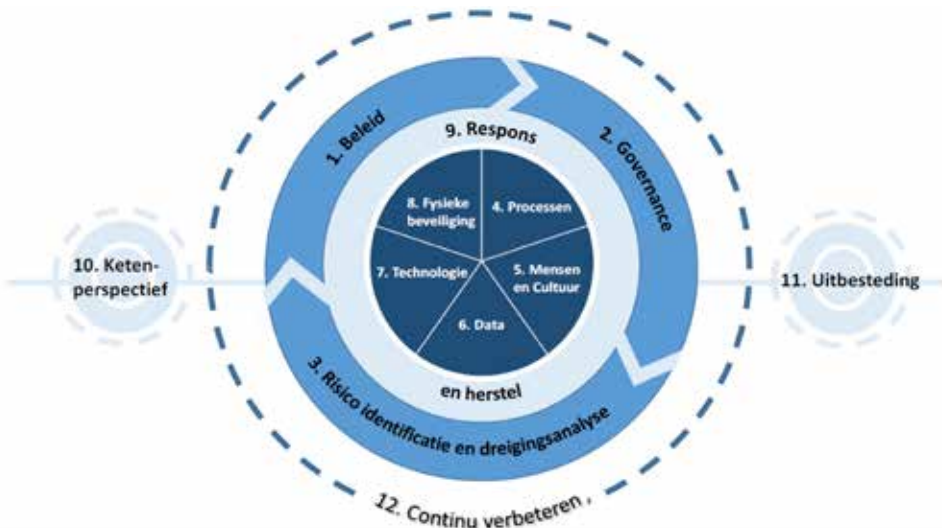 1. Beleid
2. Governance
3. Risico identificatie en dreigingsanalyse
4. Processen
5. Mensen
en Cultuur
6. Data
7. Technologie
8. Fysieke
beveiliging
9. Respons
en herstel
10. Keten-
perspectief
11. Uitbesteding
12. Continu verbeteren ,